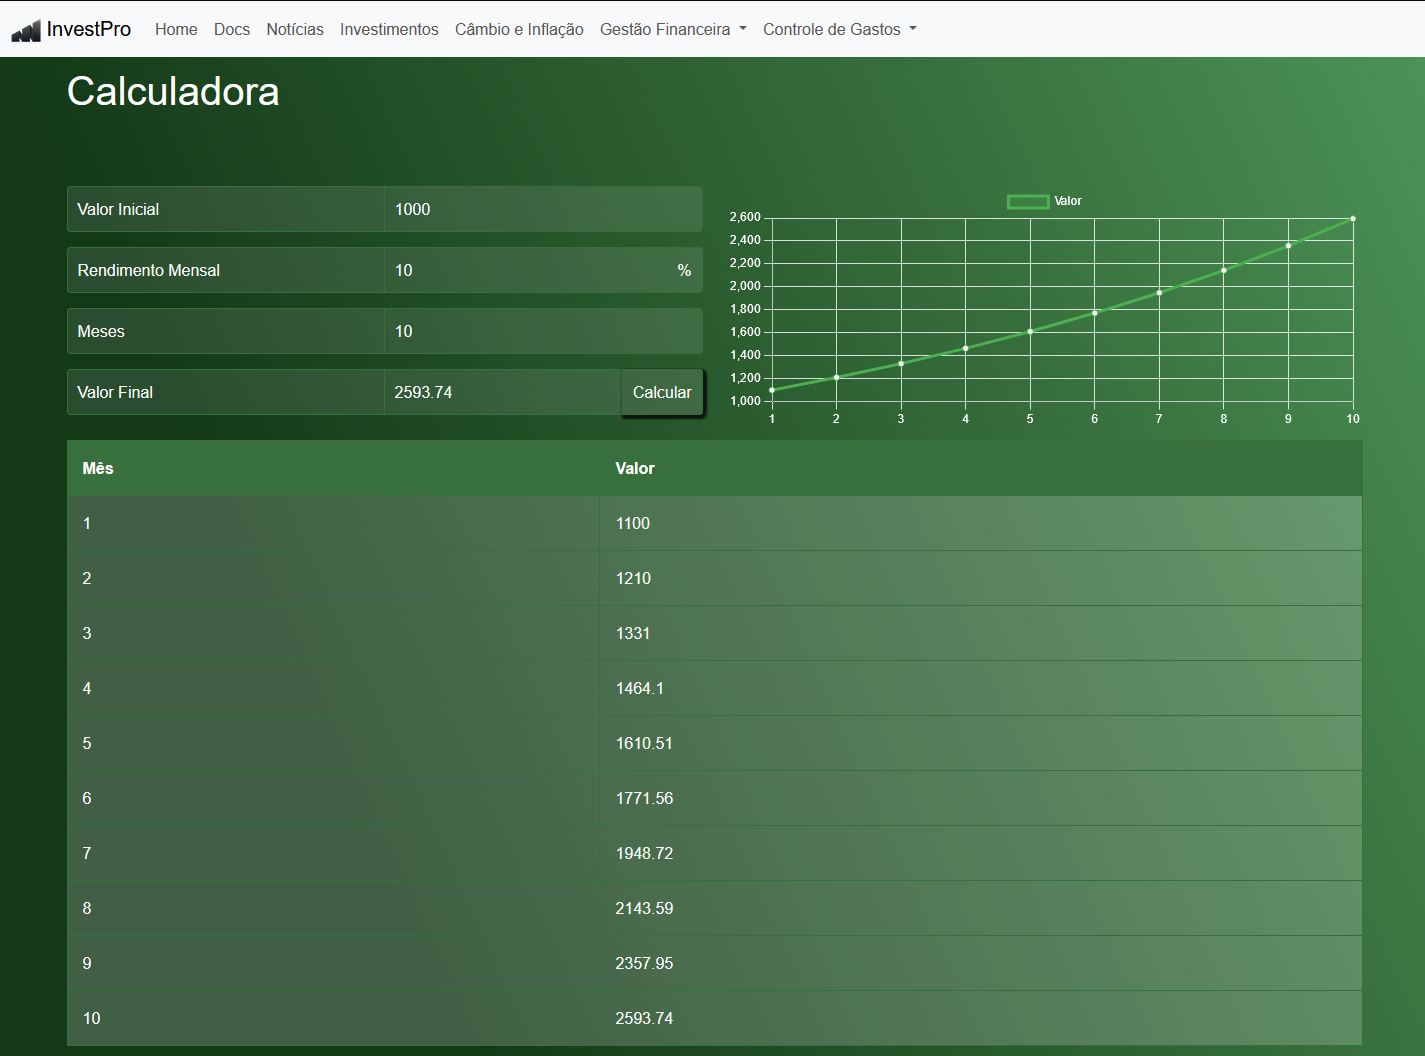 InvestPro Home Docs Notícias Investimentos Câmbio e Inflação Gestão Financeira Controle de Gastos
Calculadora
Valor Inicial 1000
Rendimento Mensal 10 %
Meses 10
Valor Final 2593.74 Calcular
Valor
2,600
2,400
2,200
2,000
1,800
1,600
1,400
1,200
1,000
1 2 3 4 5 6 7 8 9 10
Mês Valor
1 1100
2 1210
3 1331
4 1464.1
5 1610.51
6 1771.56
7 1948.72
8 2143.59
9 2357.95
10 2593.74